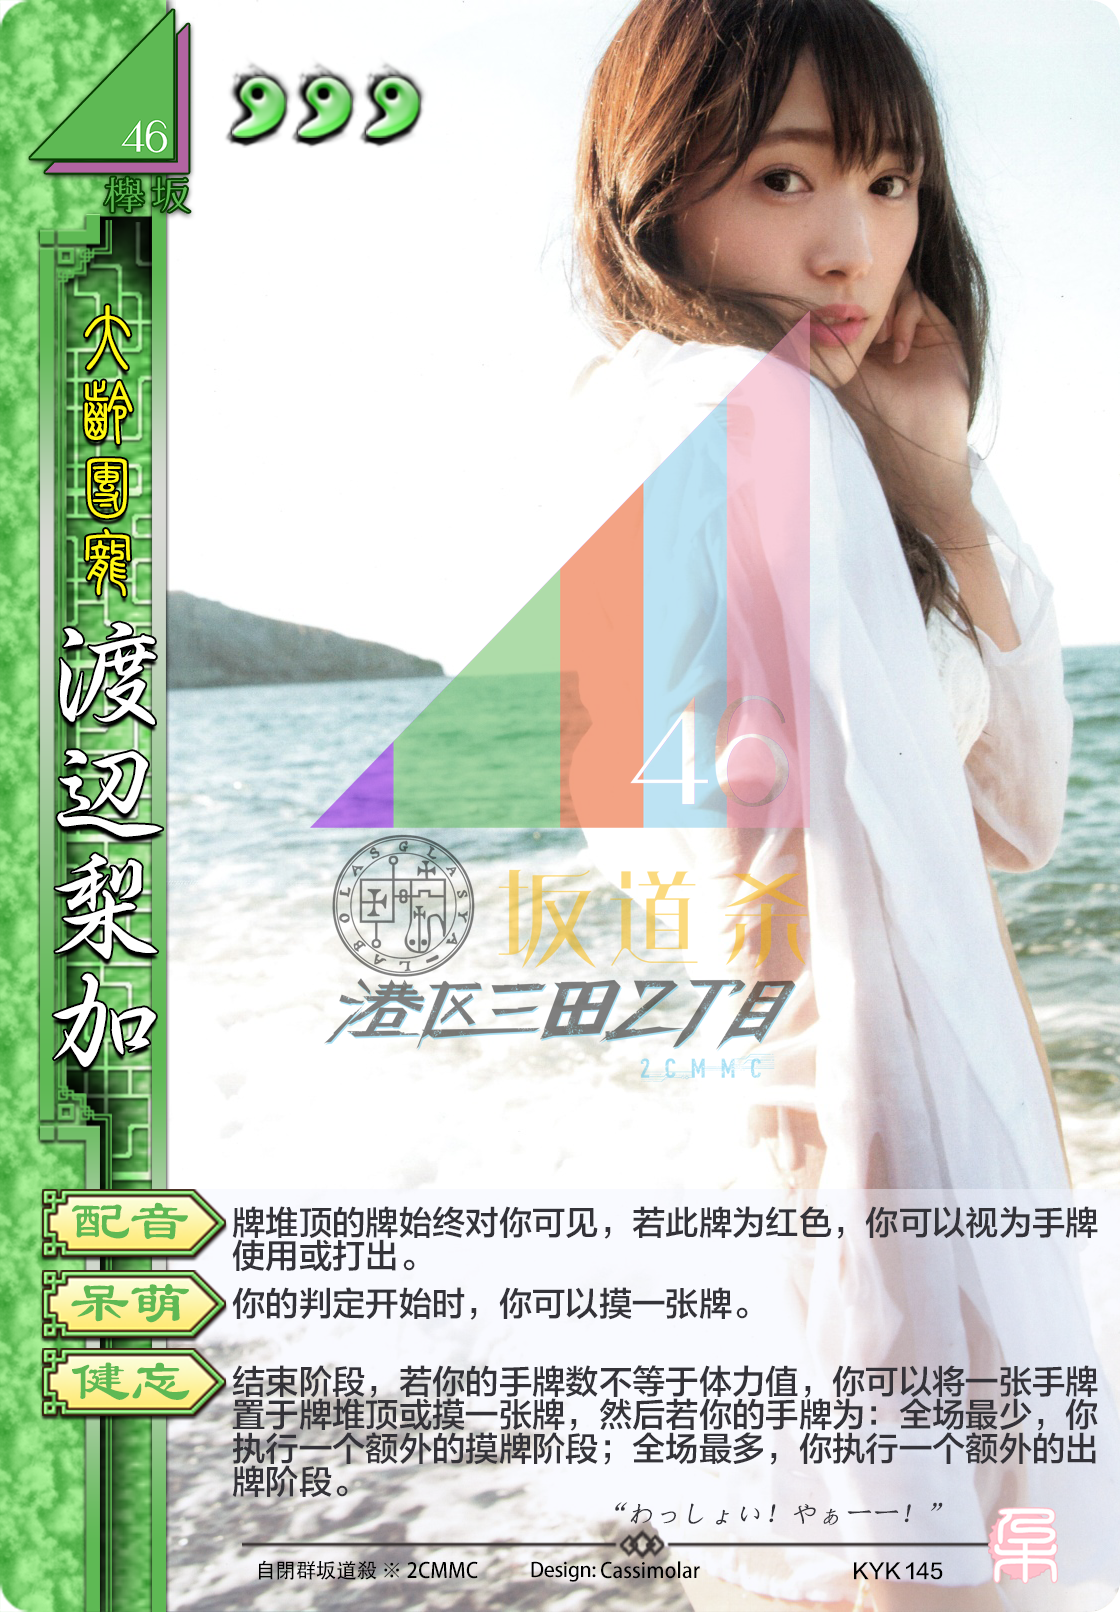 46
欅坂
大齡團寵
渡辺梨加
46
GLASYA-LABOLAS
坂道杀
港区三田2丁目
2CMMC
配音
牌堆顶的牌始终对你可见，若此牌为红色，你可以视为手牌
使用或打出。
呆萌
你的判定开始时，你可以摸一张牌。
健忘
结束阶段，若你的手牌数不等于体力值，你可以将一张手牌
置于牌堆顶或摸一张牌，然后若你的手牌为：全场最少，你
执行一个额外的摸牌阶段；全场最多，你执行一个额外的出
牌阶段。
“わっしょい！やぁーー！”
自閉群坂道殺 ※ 2CMMC
Design: Cassimolar
KYK 145